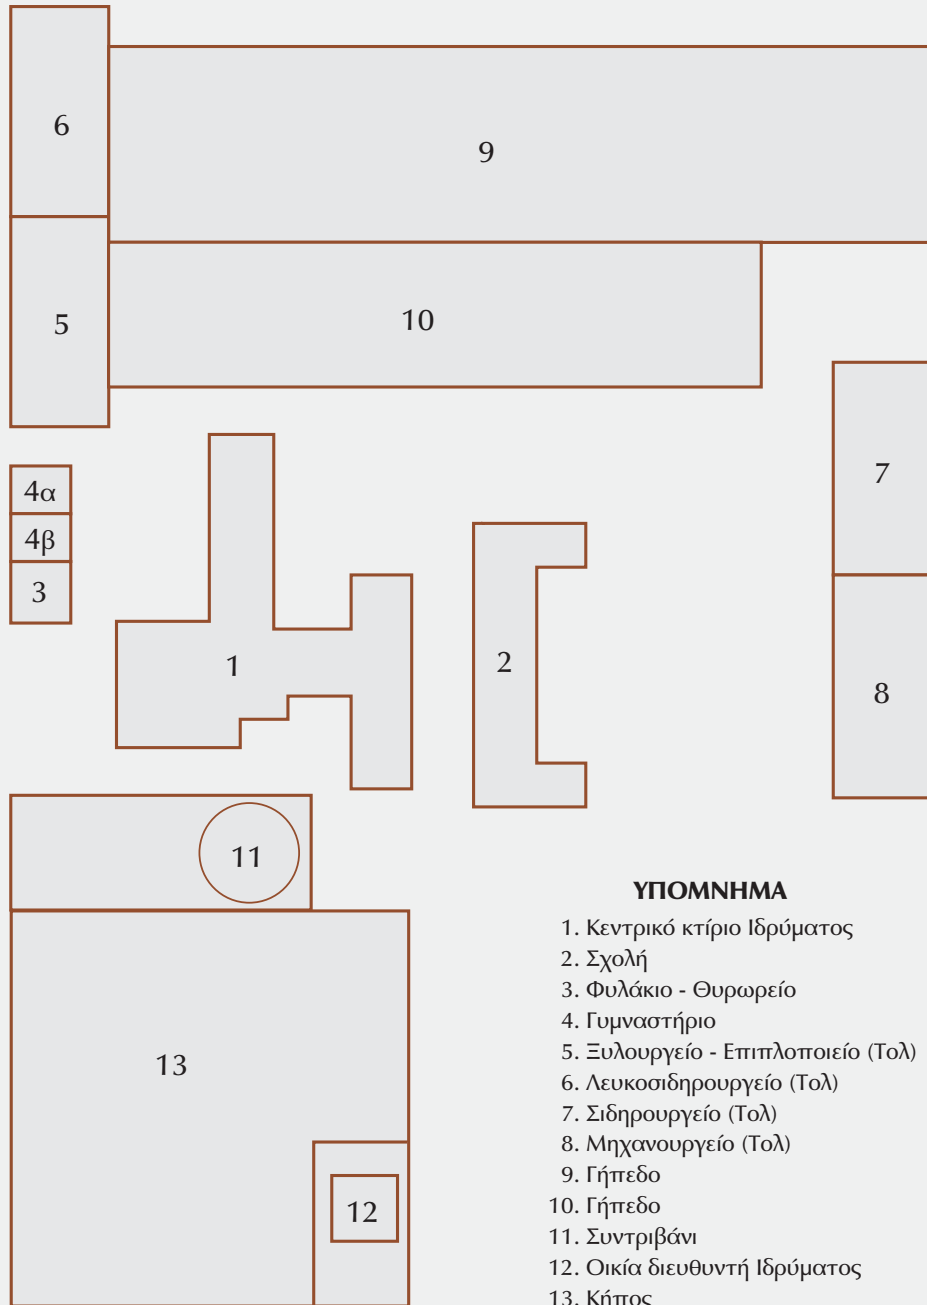 6
9
5
10
4α
7
4β
3
1
2
8
11
ΥΠΟΜΝΗΜΑ
1. Κεντρικό κτίριο Ιδρύματος
2. Σχολή
3. Φυλάκιο - Θυρωρείο
4. Γυμναστήριο
13
5. Ξυλουργείο - Επιπλοποιείο (Τολ)
6. Λευκοσιδηρουργείο (Τολ)
7. Σιδηρουργείο (Τολ)
8. Μηχανουργείο (Τολ)
9. Γήπεδο
12
10. Γήπεδο
11. Συντριβάνι
12. Οικία διευθυντή Ιδρύματος
13. Κήπος